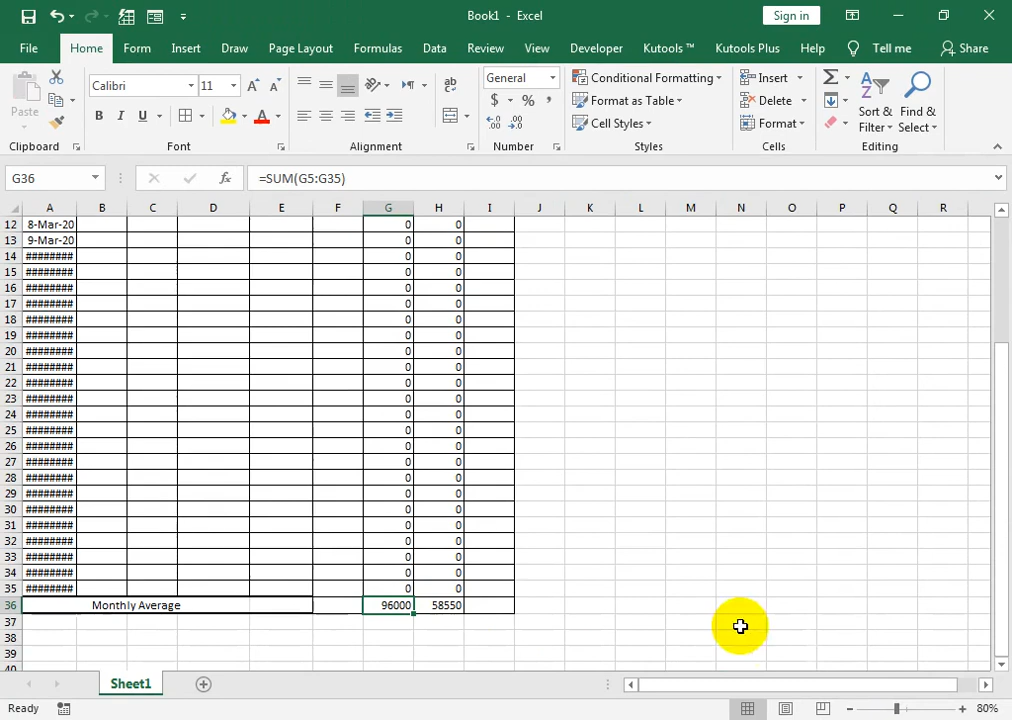 Book1 - Excel
Sign in
File Home Form Insert Draw Page Layout Formulas Data Review View Developer Kutools ™ Kutools Plus Help Tell me Share
Paste
Calibri 11
B I U
General
$ % ,
Conditional Formatting
Format as Table
Cell Styles
Insert
Delete
Format
Sort & Filter
Find & Select
Clipboard Font Alignment Number Styles Cells Editing
G36 fx =SUM(G5:G35)
A B C D E F G H I J K L M N O P Q R
12 8-Mar-20 0 0
13 9-Mar-20 0 0
14 ######## 0 0
15 ######## 0 0
16 ######## 0 0
17 ######## 0 0
18 ######## 0 0
19 ######## 0 0
20 ######## 0 0
21 ######## 0 0
22 ######## 0 0
23 ######## 0 0
24 ######## 0 0
25 ######## 0 0
26 ######## 0 0
27 ######## 0 0
28 ######## 0 0
29 ######## 0 0
30 ######## 0 0
31 ######## 0 0
32 ######## 0 0
33 ######## 0 0
34 ######## 0 0
35 ######## 0 0
36 Monthly Average 96000 58550
37
38
39
40
Sheet1
Ready 80%